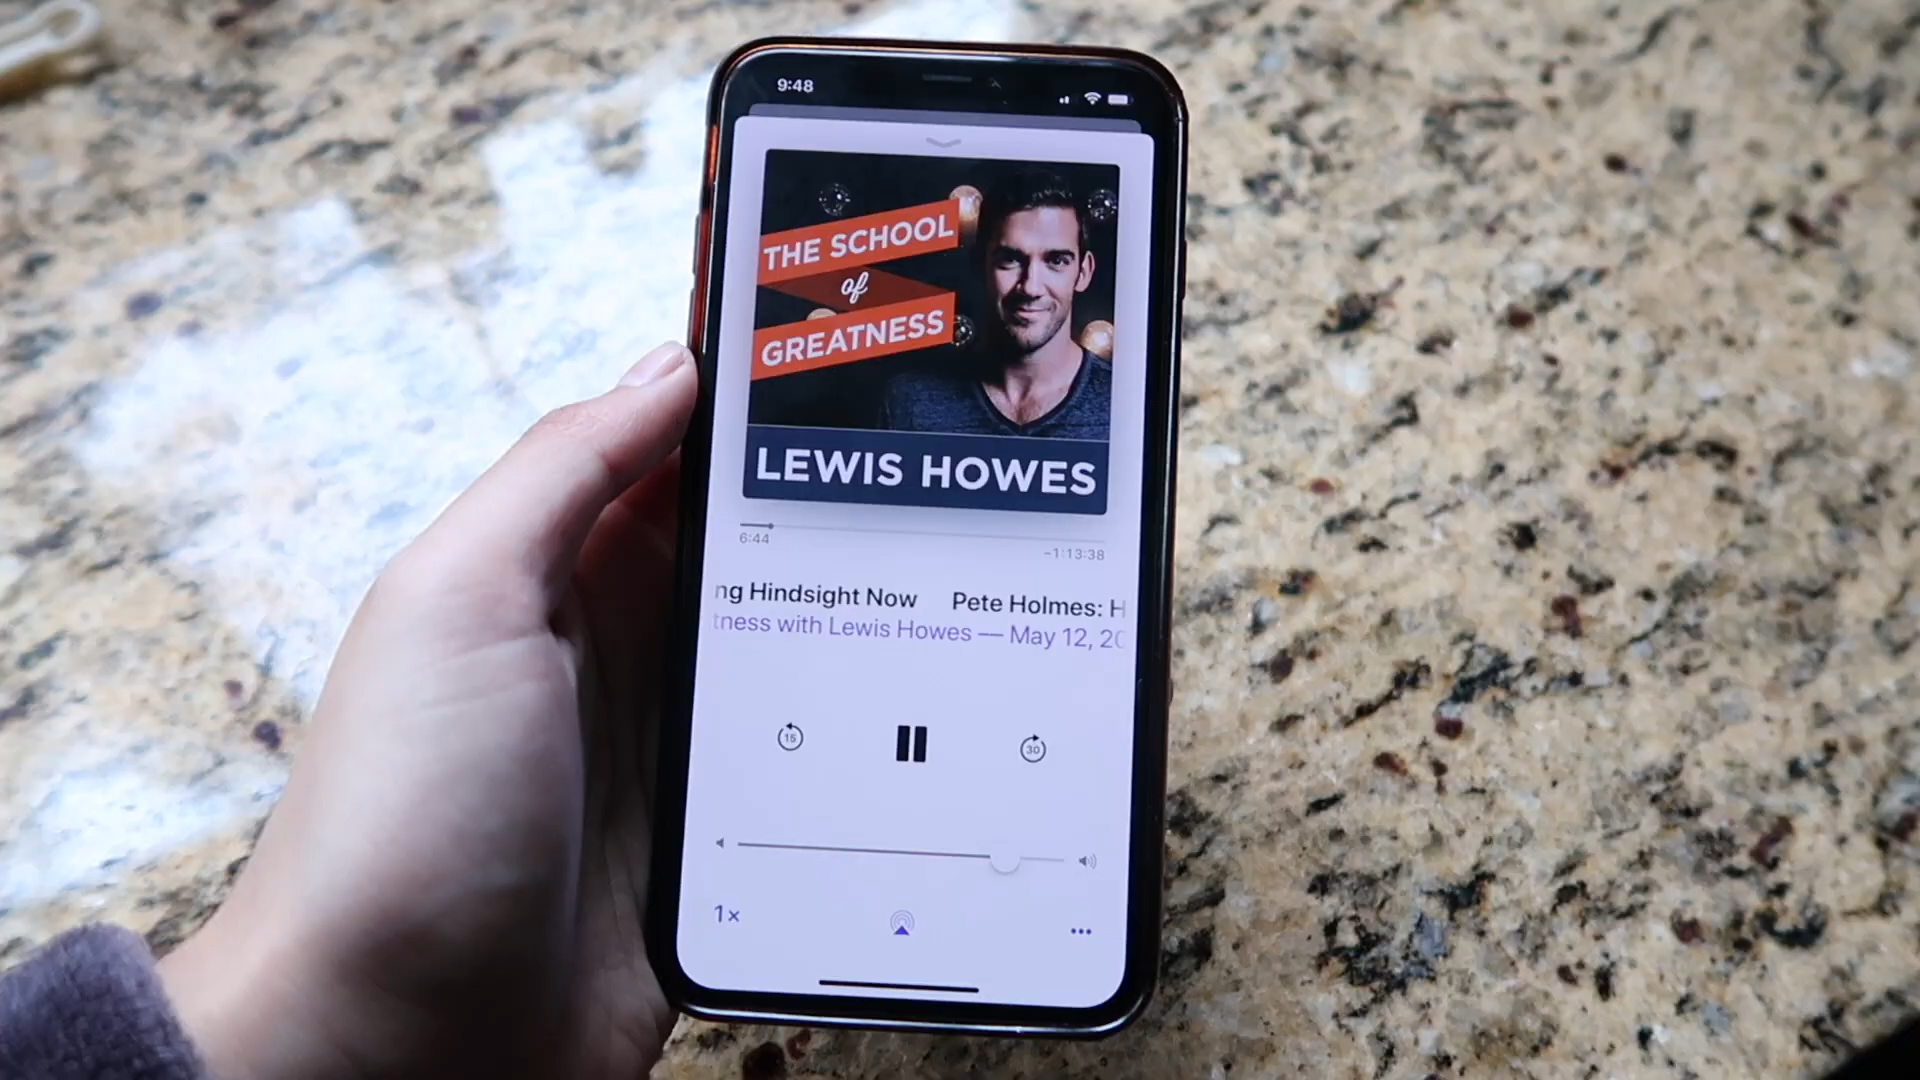 9:48
THE SCHOOL
of
GREATNESS
LEWIS HOWES
6:44
-1:13:38
ng Hindsight Now Pete Holmes: H
tness with Lewis Howes — May 12, 20
15
30
1×